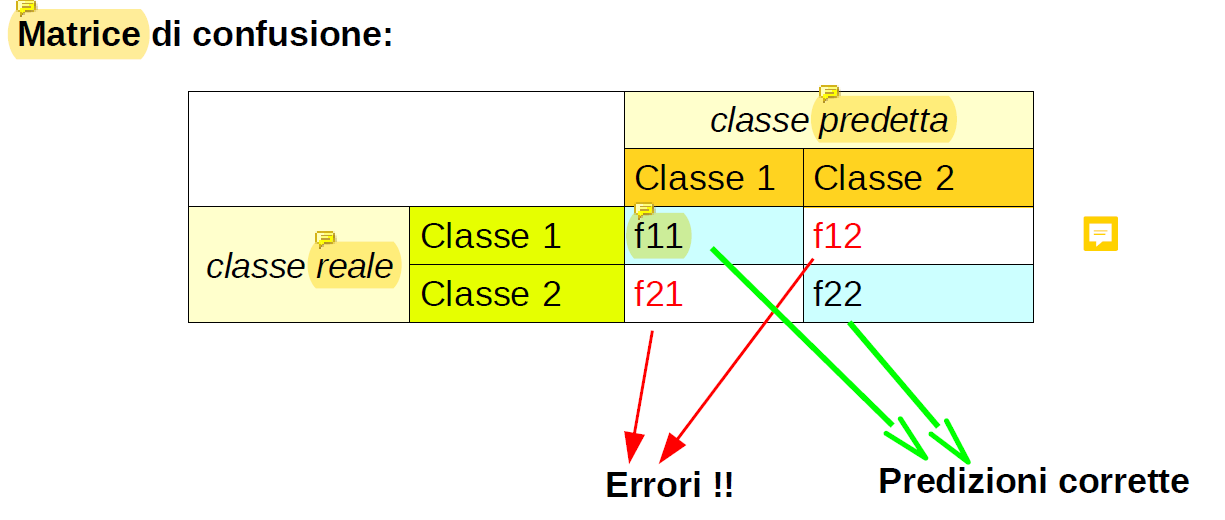 Matrice di confusione:
classe predetta
Classe 1 Classe 2
classe reale
Classe 1 f11 f12
Classe 2 f21 f22
Errori !!
Predizioni corrette